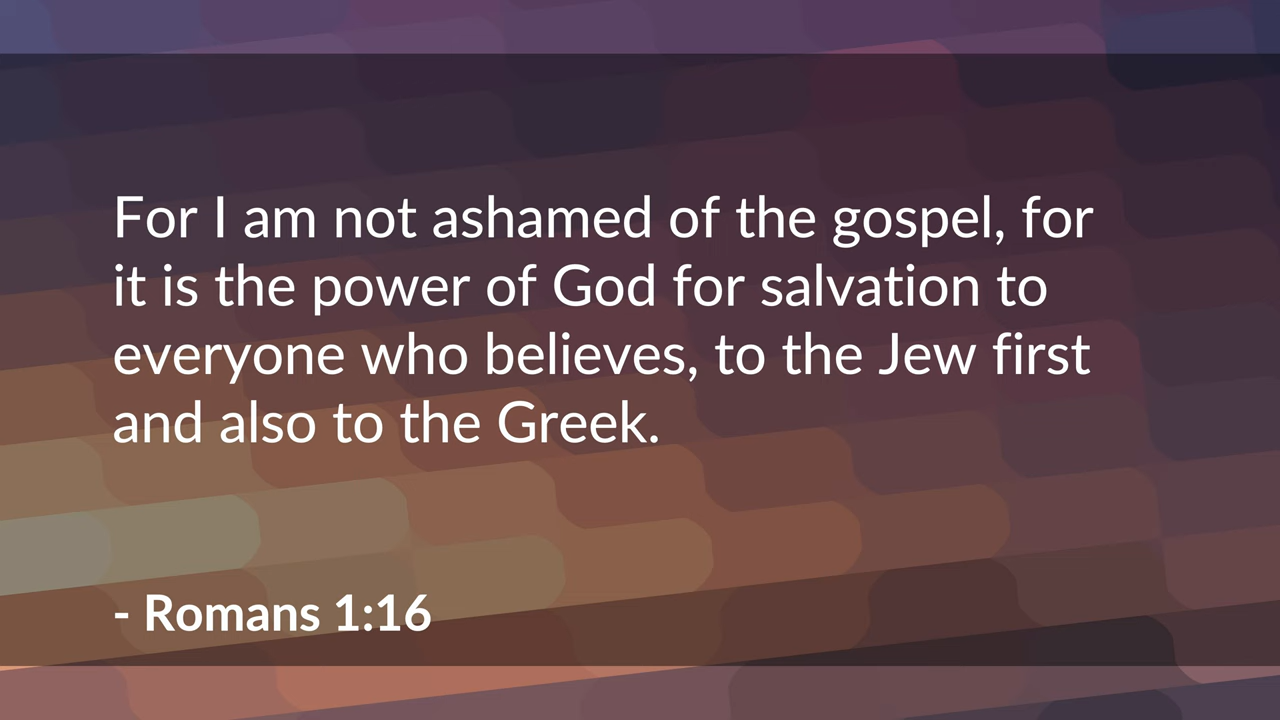 For I am not ashamed of the gospel, for
it is the power of God for salvation to
everyone who believes, to the Jew first
and also to the Greek.
- Romans 1:16